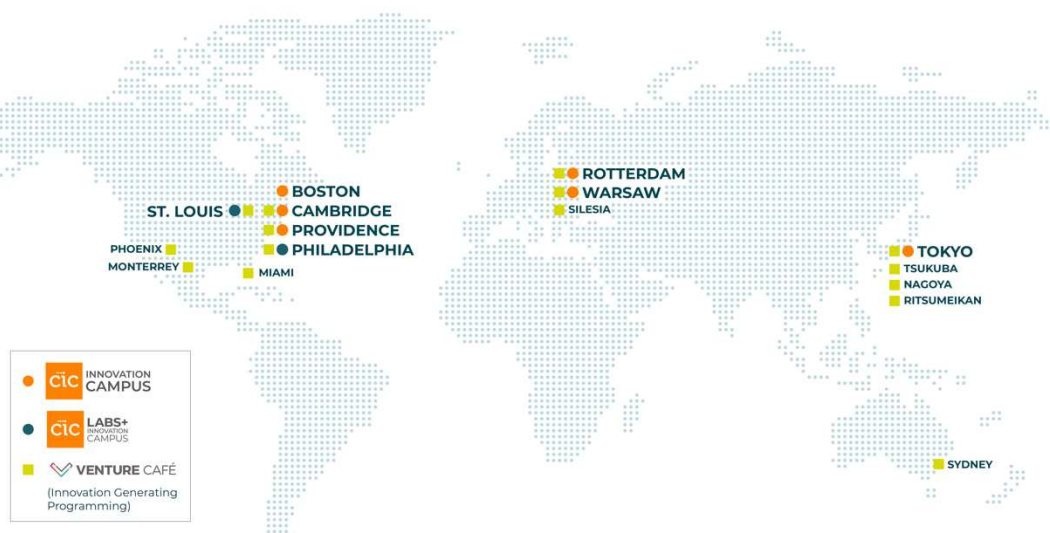 BOSTON
ST. LOUIS
CAMBRIDGE
PROVIDENCE
PHOENIX
PHILADELPHIA
MONTERREY
MIAMI
ROTTERDAM
WARSAW
SILESIA
TOKYO
TSUKUBA
NAGOYA
RITSUMEIKAN
SYDNEY
CIC INNOVATION
CAMPUS
CIC LABS+
INNOVATION
CAMPUS
VENTURE CAFÉ
(Innovation Generating
Programming)